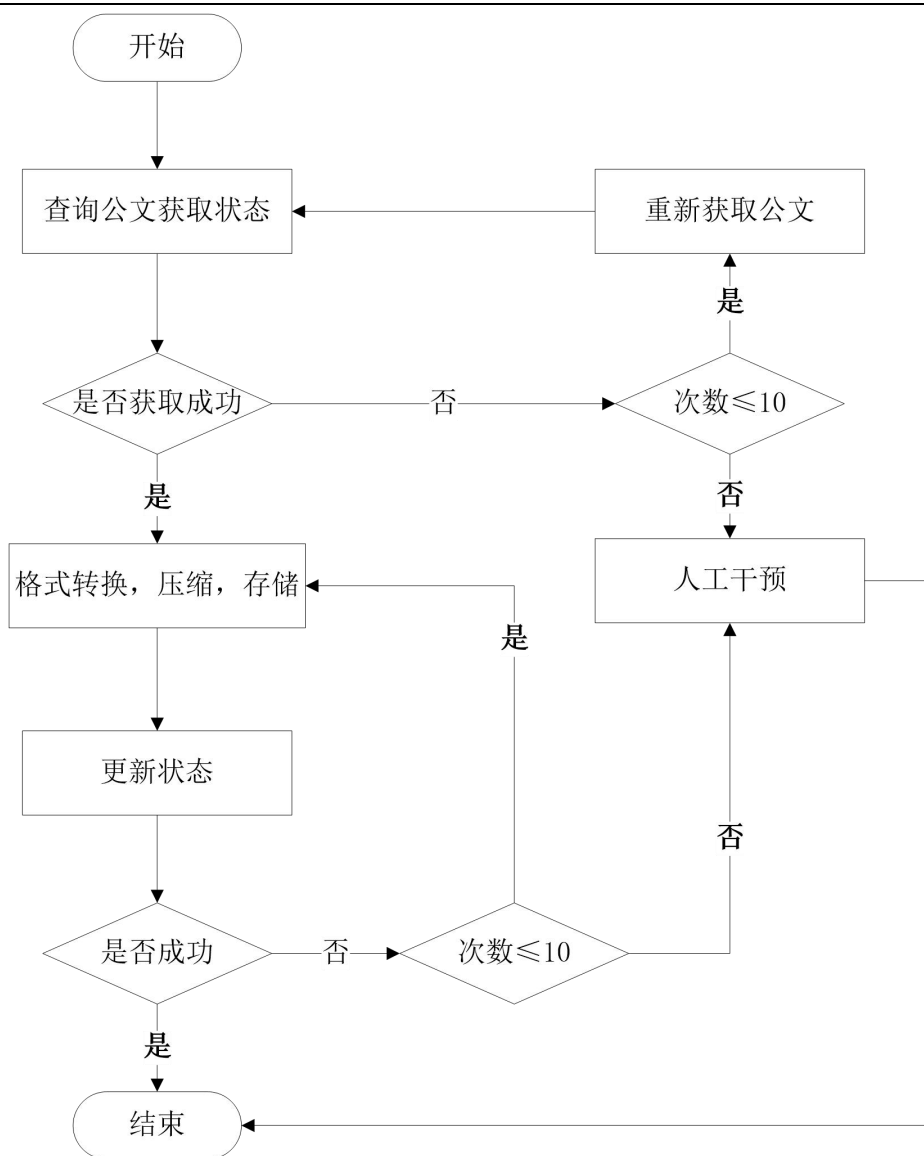 开始
查询公文获取状态
重新获取公文
是
是否获取成功
否
次数≤10
是
否
格式转换，压缩，存储
人工干预
是
更新状态
否
是否成功
否
次数≤10
是
结束